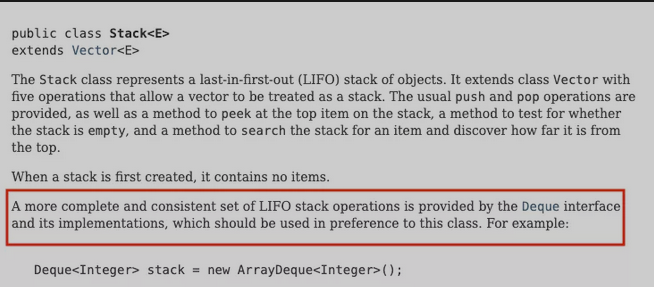 public class Stack<E>
extends Vector<E>
The Stack class represents a last-in-first-out (LIFO) stack of objects. It extends class Vector with
five operations that allow a vector to be treated as a stack. The usual push and pop operations are
provided, as well as a method to peek at the top item on the stack, a method to test for whether
the stack is empty, and a method to search the stack for an item and discover how far it is from
the top.
When a stack is first created, it contains no items.
A more complete and consistent set of LIFO stack operations is provided by the Deque interface
and its implementations, which should be used in preference to this class. For example:
Deque<Integer> stack = new ArrayDeque<Integer>();